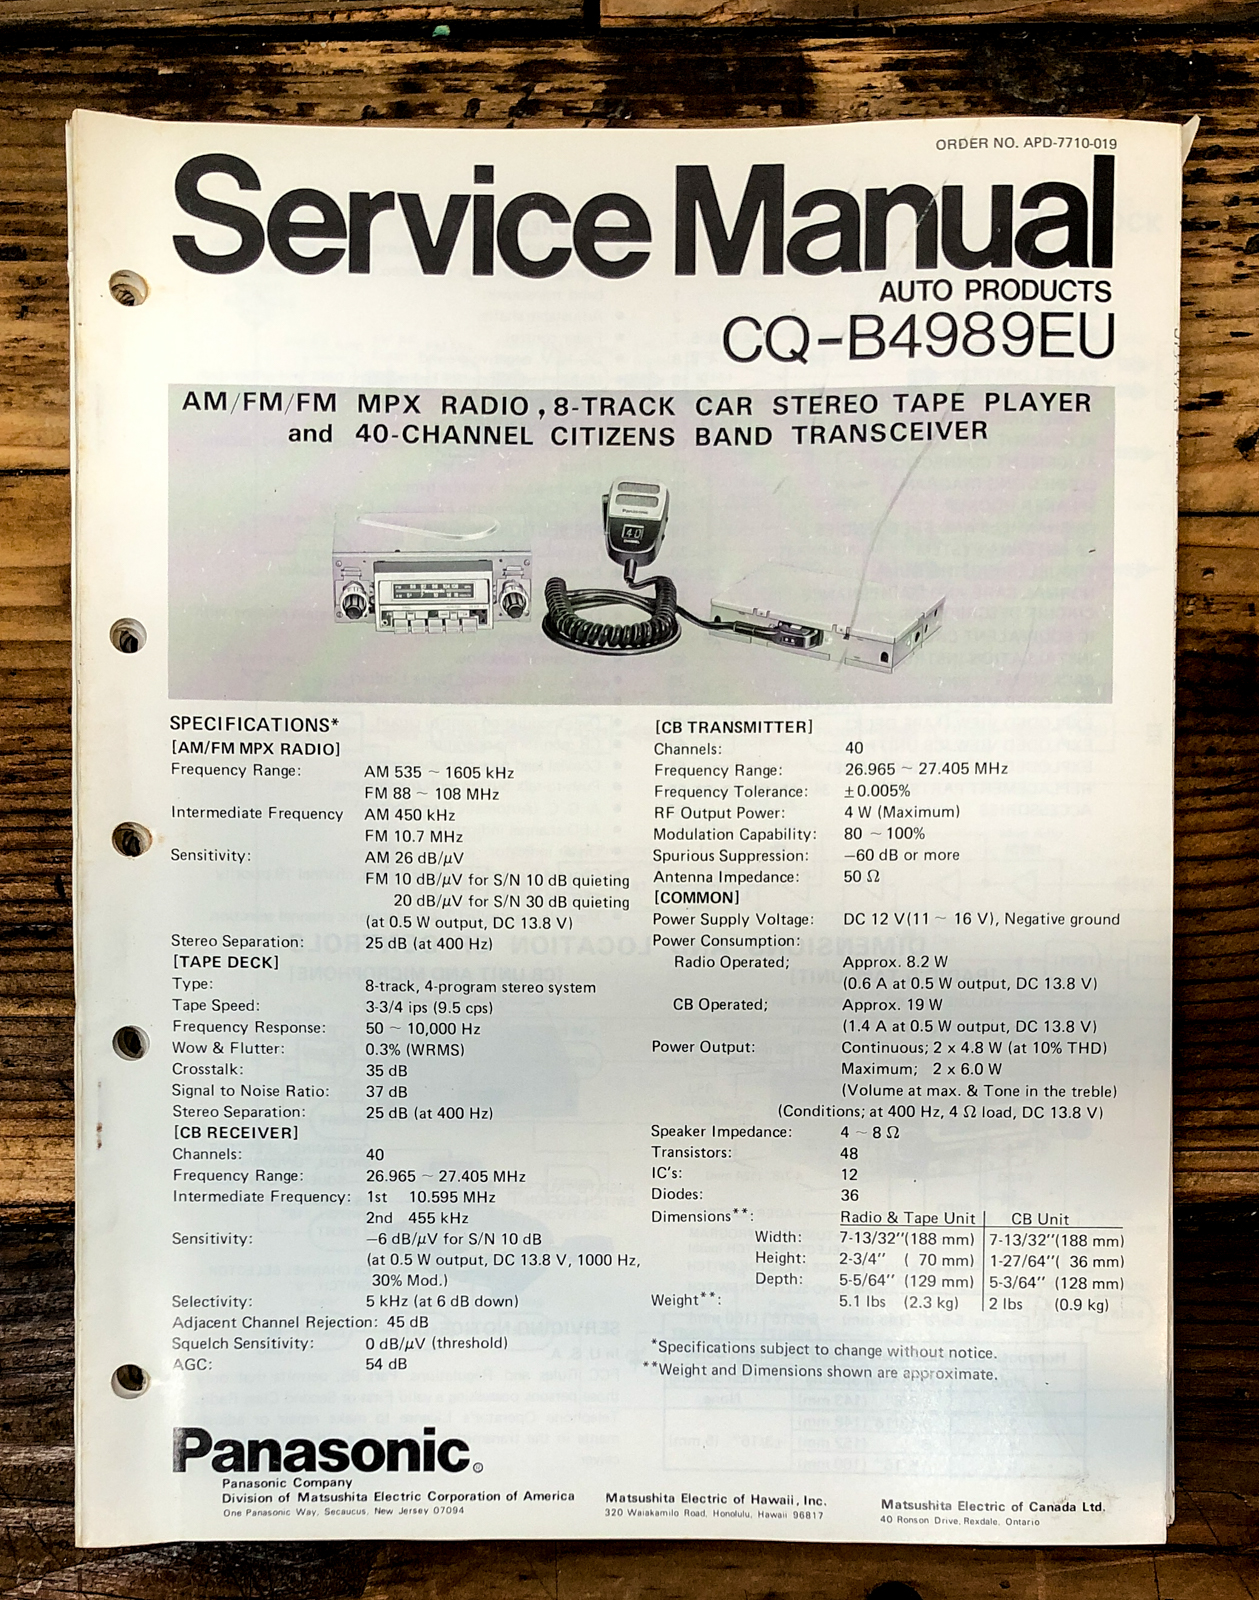 ORDER NO. APD-7710-019
Service Manual
AUTO PRODUCTS
CQ-B4989EU
AM/FM/FM MPX RADIO, 8-TRACK CAR STEREO TAPE PLAYER
and 40-CHANNEL CITIZENS BAND TRANSCEIVER
Panasonic
40
SPECIFICATIONS*
[AM/FM MPX RADIO]
Frequency Range: AM 535 ~ 1605 kHz
FM 88 ~ 108 MHz
Intermediate Frequency AM 450 kHz
FM 10.7 MHz
Sensitivity: AM 26 dB/μV
FM 10 dB/μV for S/N 10 dB quieting
20 dB/μV for S/N 30 dB quieting
(at 0.5 W output, DC 13.8 V)
Stereo Separation: 25 dB (at 400 Hz)
[TAPE DECK]
Type: 8-track, 4-program stereo system
Tape Speed: 3-3/4 ips (9.5 cps)
Frequency Response: 50 ~ 10,000 Hz
Wow & Flutter: 0.3% (WRMS)
Crosstalk: 35 dB
Signal to Noise Ratio: 37 dB
Stereo Separation: 25 dB (at 400 Hz)
[CB RECEIVER]
Channels: 40
Frequency Range: 26.965 ~ 27.405 MHz
Intermediate Frequency: 1st 10.595 MHz
2nd 455 kHz
Sensitivity: −6 dB/μV for S/N 10 dB
(at 0.5 W output, DC 13.8 V, 1000 Hz,
30% Mod.)
Selectivity: 5 kHz (at 6 dB down)
Adjacent Channel Rejection: 45 dB
Squelch Sensitivity: 0 dB/μV (threshold)
AGC: 54 dB
[CB TRANSMITTER]
Channels: 40
Frequency Range: 26.965 ~ 27.405 MHz
Frequency Tolerance: ±0.005%
RF Output Power: 4 W (Maximum)
Modulation Capability: 80 ~ 100%
Spurious Suppression: −60 dB or more
Antenna Impedance: 50 Ω
[COMMON]
Power Supply Voltage: DC 12 V(11 ~ 16 V), Negative ground
Power Consumption:
Radio Operated; Approx. 8.2 W
(0.6 A at 0.5 W output, DC 13.8 V)
CB Operated; Approx. 19 W
(1.4 A at 0.5 W output, DC 13.8 V)
Power Output: Continuous; 2 x 4.8 W (at 10% THD)
Maximum; 2 x 6.0 W
(Volume at max. & Tone in the treble)
(Conditions; at 400 Hz, 4 Ω load, DC 13.8 V)
Speaker Impedance: 4 ~ 8 Ω
Transistors: 48
IC's: 12
Diodes: 36
Dimensions**: Radio & Tape Unit CB Unit
Width: 7-13/32″(188 mm) 7-13/32″(188 mm)
Height: 2-3/4″ ( 70 mm) 1-27/64″( 36 mm)
Depth: 5-5/64″ (129 mm) 5-3/64″ (128 mm)
Weight**: 5.1 lbs (2.3 kg) 2 lbs (0.9 kg)
*Specifications subject to change without notice.
**Weight and Dimensions shown are approximate.
Panasonic®
Panasonic Company
Division of Matsushita Electric Corporation of America
One Panasonic Way, Secaucus, New Jersey 07094
Matsushita Electric of Hawaii, Inc.
320 Waiakamilo Road, Honolulu, Hawaii 96817
Matsushita Electric of Canada Ltd.
40 Ronson Drive, Rexdale, Ontario